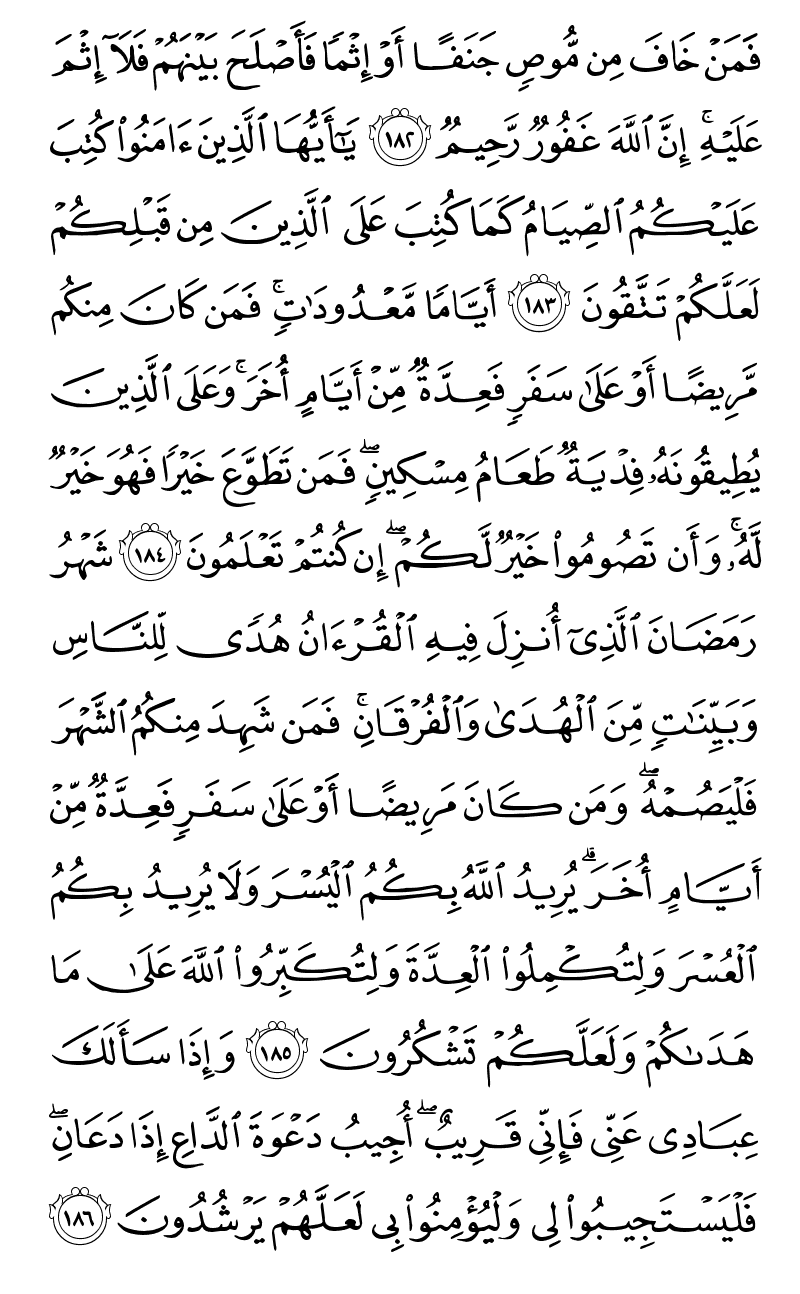 فَمَنۡ خَافَ مِن مُّوصٖ جَنَفًا أَوۡ إِثۡمٗا فَأَصۡلَحَ بَيۡنَهُمۡ فَلَآ إِثۡمَ
عَلَيۡهِۚ إِنَّ ٱللَّهَ غَفُورٞ رَّحِيمٞ ١٨٢ يَٰٓأَيُّهَا ٱلَّذِينَ ءَامَنُواْ كُتِبَ
عَلَيۡكُمُ ٱلصِّيَامُ كَمَا كُتِبَ عَلَى ٱلَّذِينَ مِن قَبۡلِكُمۡ
لَعَلَّكُمۡ تَتَّقُونَ ١٨٣ أَيَّامٗا مَّعۡدُودَٰتٖۚ فَمَن كَانَ مِنكُم
مَّرِيضًا أَوۡ عَلَىٰ سَفَرٖ فَعِدَّةٞ مِّنۡ أَيَّامٍ أُخَرَۚ وَعَلَى ٱلَّذِينَ
يُطِيقُونَهُۥ فِدۡيَةٞ طَعَامُ مِسۡكِينٖۖ فَمَن تَطَوَّعَ خَيۡرٗا فَهُوَ خَيۡرٞ
لَّهُۥۚ وَأَن تَصُومُواْ خَيۡرٞ لَّكُمۡۖ إِن كُنتُمۡ تَعۡلَمُونَ ١٨٤ شَهۡرُ
رَمَضَانَ ٱلَّذِيٓ أُنزِلَ فِيهِ ٱلۡقُرۡءَانُ هُدٗى لِّلنَّاسِ
وَبَيِّنَٰتٖ مِّنَ ٱلۡهُدَىٰ وَٱلۡفُرۡقَانِۚ فَمَن شَهِدَ مِنكُمُ ٱلشَّهۡرَ
فَلۡيَصُمۡهُۖ وَمَن كَانَ مَرِيضًا أَوۡ عَلَىٰ سَفَرٖ فَعِدَّةٞ مِّنۡ
أَيَّامٍ أُخَرَۗ يُرِيدُ ٱللَّهُ بِكُمُ ٱلۡيُسۡرَ وَلَا يُرِيدُ بِكُمُ
ٱلۡعُسۡرَ وَلِتُكۡمِلُواْ ٱلۡعِدَّةَ وَلِتُكَبِّرُواْ ٱللَّهَ عَلَىٰ مَا
هَدَىٰكُمۡ وَلَعَلَّكُمۡ تَشۡكُرُونَ ١٨٥ وَإِذَا سَأَلَكَ
عِبَادِي عَنِّي فَإِنِّي قَرِيبٌۖ أُجِيبُ دَعۡوَةَ ٱلدَّاعِ إِذَا دَعَانِۖ
فَلۡيَسۡتَجِيبُواْ لِي وَلۡيُؤۡمِنُواْ بِي لَعَلَّهُمۡ يَرۡشُدُونَ ١٨٦